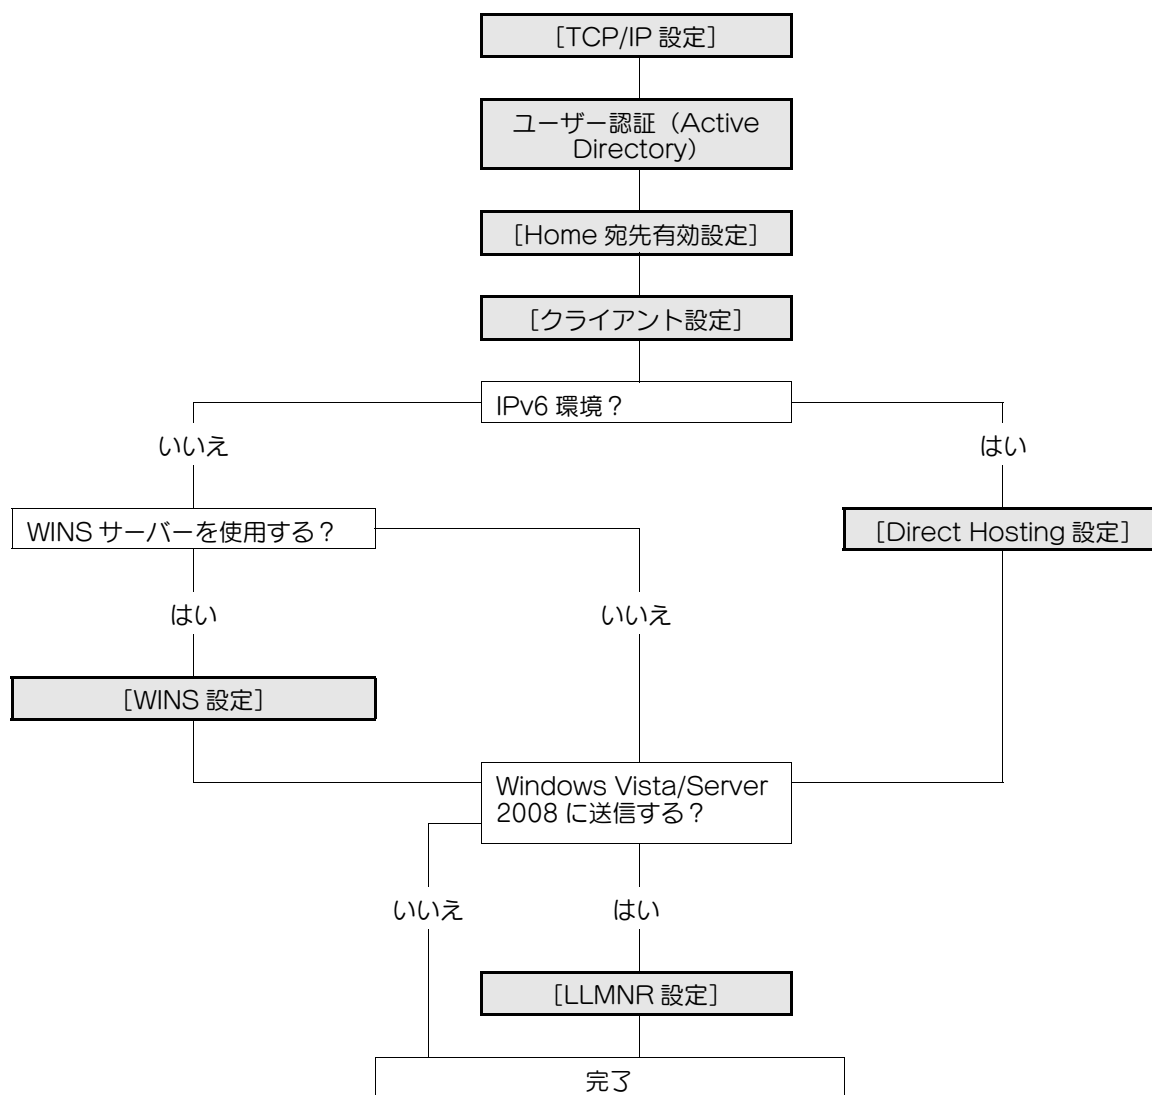 [TCP/IP 設定]
ユーザー認証（Active
Directory）
[Home 宛先有効設定]
[クライアント設定]
IPv6 環境？
いいえ
はい
WINS サーバーを使用する？
[Direct Hosting 設定]
はい
いいえ
[WINS 設定]
Windows Vista/Server
2008 に送信する？
いいえ
はい
[LLMNR 設定]
完了